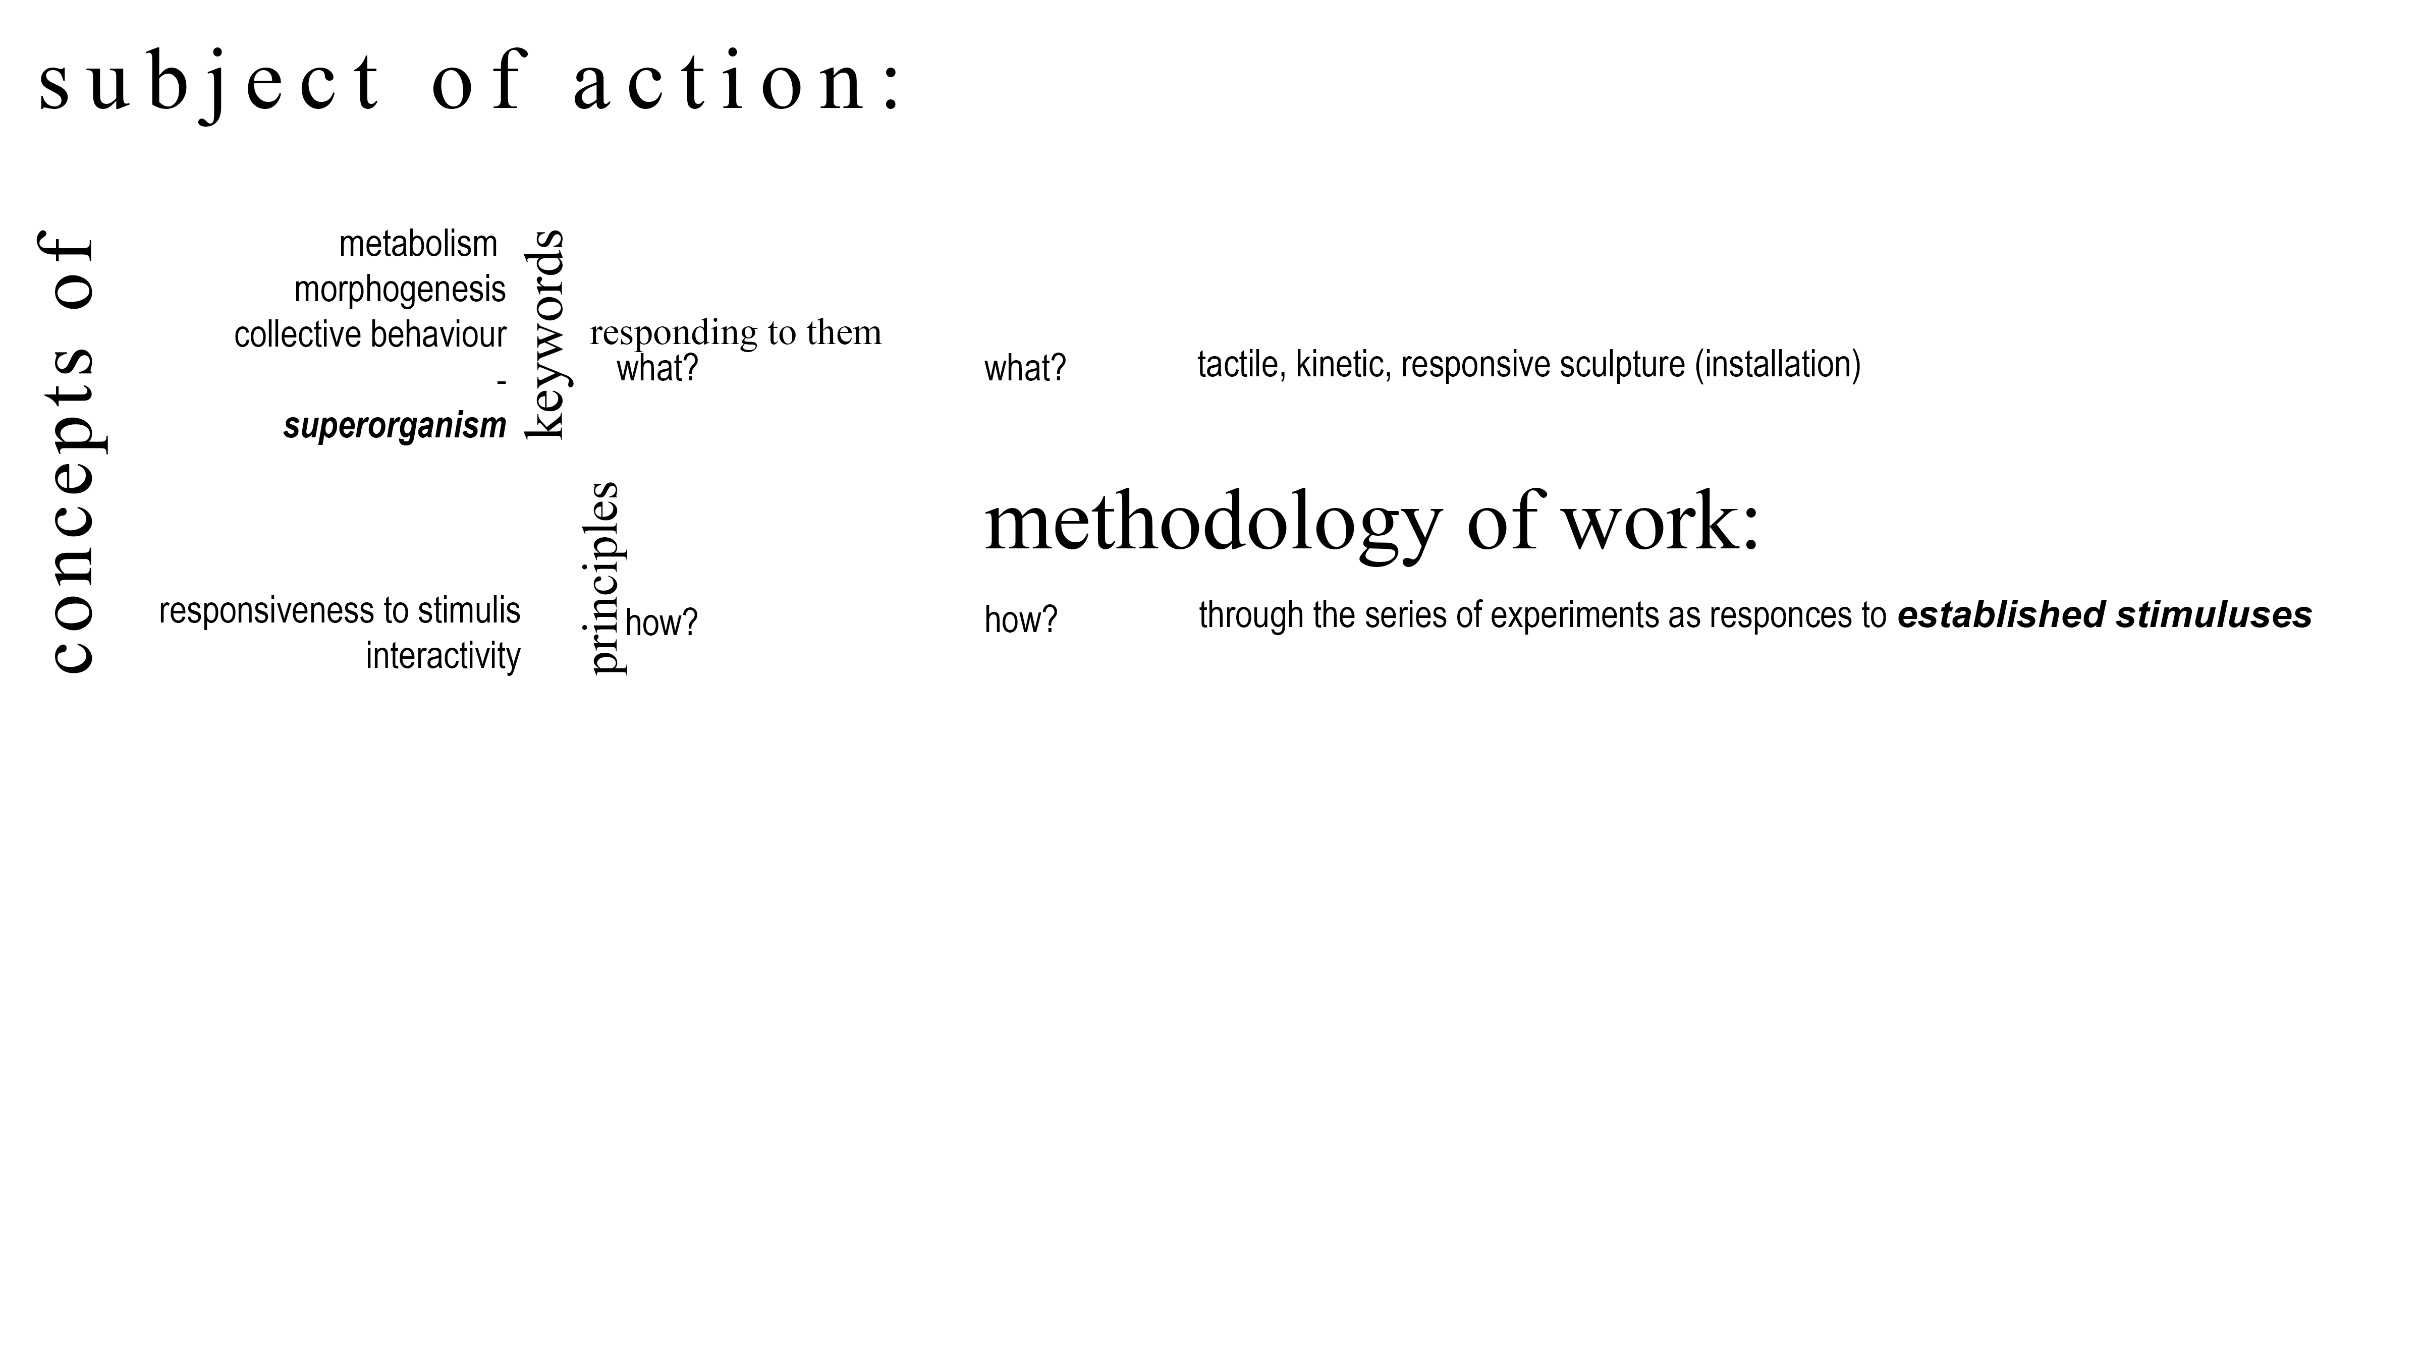 subject of action:
concepts of
metabolism
morphogenesis
collective behaviour
-
superorganism
keywords
responding to them
what?
what?
tactile, kinetic, responsive sculpture (installation)
responsiveness to stimulis
interactivity
principles
how?
methodology of work:
how?
through the series of experiments as responces to established stimuluses